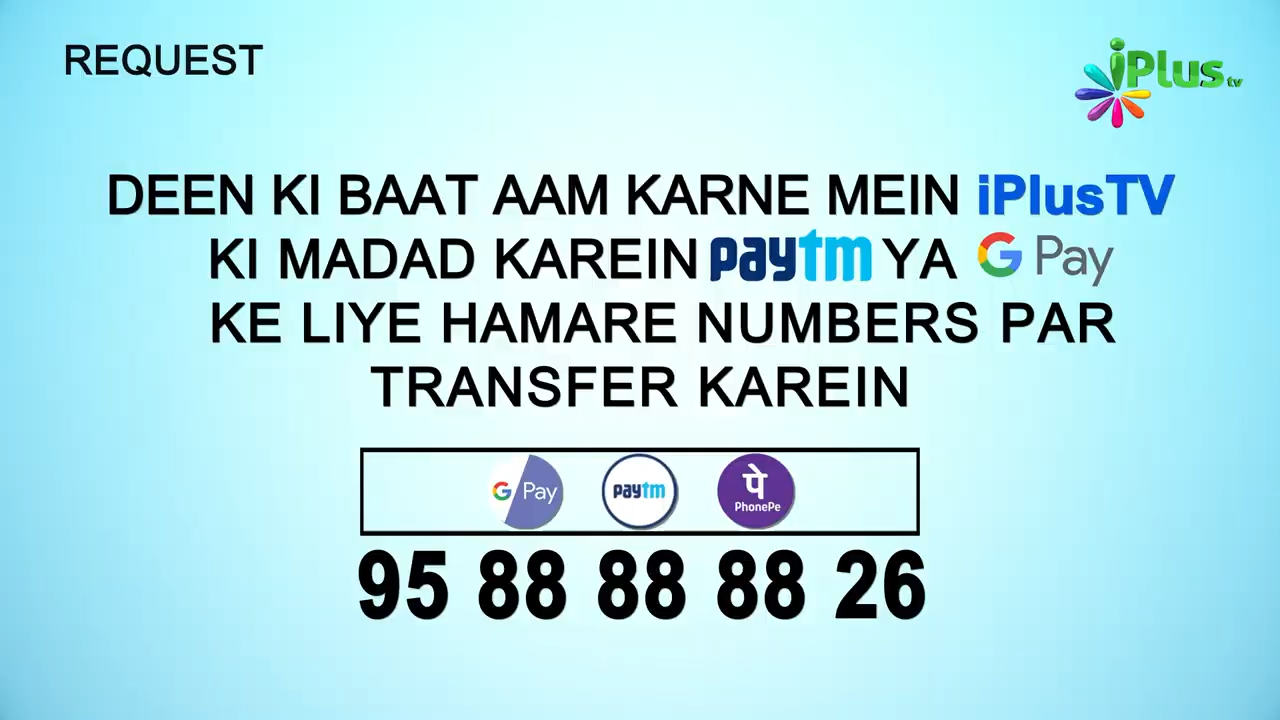 REQUEST
iPlus tv
DEEN KI BAAT AAM KARNE MEIN iPlusTV
KI MADAD KAREIN paytm YA G Pay
KE LIYE HAMARE NUMBERS PAR
TRANSFER KAREIN
G Pay paytm पे PhonePe
95 88 88 88 26